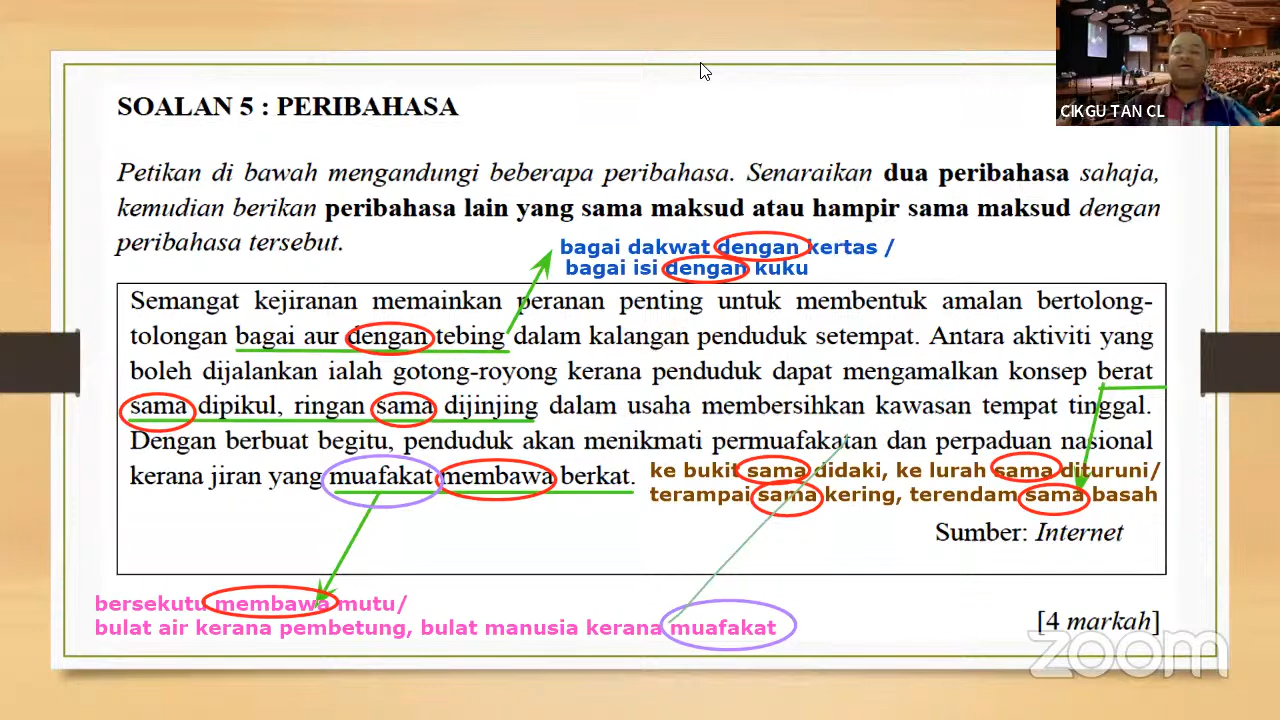 CIKGU TAN CL
SOALAN 5 : PERIBAHASA
Petikan di bawah mengandungi beberapa peribahasa. Senaraikan dua peribahasa sahaja,
kemudian berikan peribahasa lain yang sama maksud atau hampir sama maksud dengan
peribahasa tersebut.
bagai dakwat dengan kertas /
bagai isi dengan kuku
Semangat kejiranan memainkan peranan penting untuk membentuk amalan bertolong-
tolongan bagai aur dengan tebing dalam kalangan penduduk setempat. Antara aktiviti yang
boleh dijalankan ialah gotong-royong kerana penduduk dapat mengamalkan konsep berat
sama dipikul, ringan sama dijinjing dalam usaha membersihkan kawasan tempat tinggal.
Dengan berbuat begitu, penduduk akan menikmati permuafakatan dan perpaduan nasional
kerana jiran yang muafakat membawa berkat.
ke bukit sama didaki, ke lurah sama dituruni/
terampai sama kering, terendam sama basah
Sumber: Internet
bersekutu membawa mutu/
bulat air kerana pembetung, bulat manusia kerana muafakat
[4 markah]
zoom